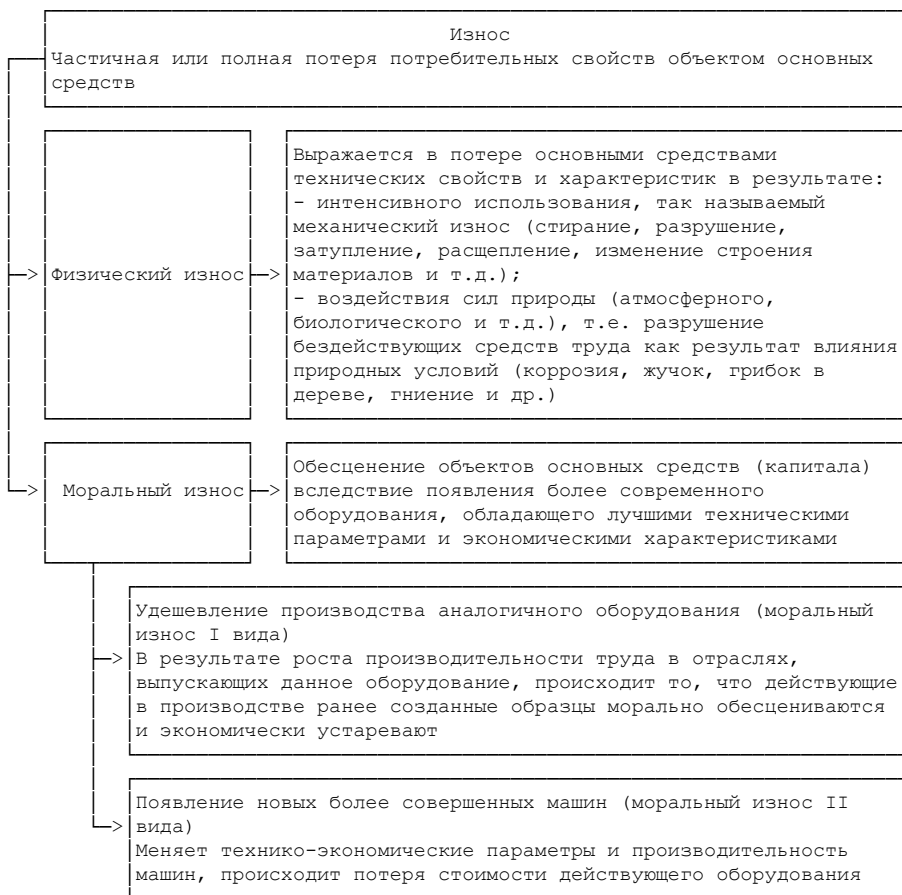 Износ
Частичная или полная потеря потребительных свойств объектом основных
средств
Физический износ
Выражается в потере основными средствами
технических свойств и характеристик в результате:
- интенсивного использования, так называемый
механический износ (стирание, разрушение,
затупление, расщепление, изменение строения
материалов и т.д.);
- воздействия сил природы (атмосферного,
биологического и т.д.), т.е. разрушение
бездействующих средств труда как результат влияния
природных условий (коррозия, жучок, грибок в
дереве, гниение и др.)
Моральный износ
Обесценение объектов основных средств (капитала)
вследствие появления более современного
оборудования, обладающего лучшими техническими
параметрами и экономическими характеристиками
Удешевление производства аналогичного оборудования (моральный
износ I вида)
В результате роста производительности труда в отраслях,
выпускающих данное оборудование, происходит то, что действующие
в производстве ранее созданные образцы морально обесцениваются
и экономически устаревают
Появление новых более совершенных машин (моральный износ II
вида)
Меняет технико-экономические параметры и производительность
машин, происходит потеря стоимости действующего оборудования